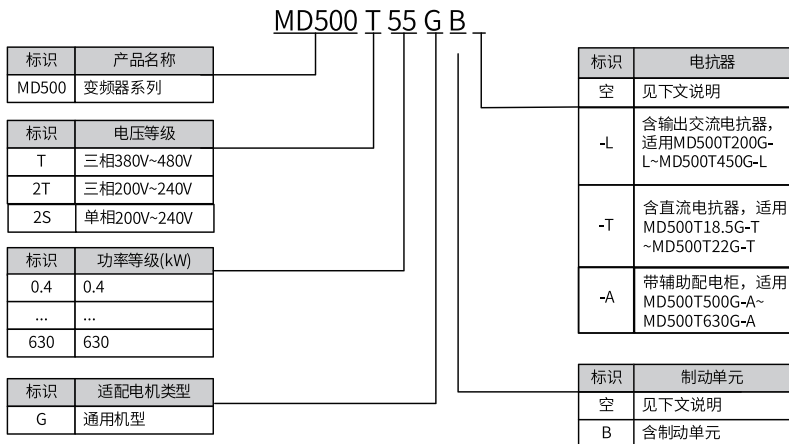 MD500 T 55 G B _
标识 产品名称
MD500 变频器系列
标识 电压等级
T 三相380V~480V
2T 三相200V~240V
2S 单相200V~240V
标识 功率等级(kW)
0.4 0.4
... ...
630 630
标识 适配电机类型
G 通用机型
标识 电抗器
空 见下文说明
-L 含输出交流电抗器，
适用MD500T200G-
L~MD500T450G-L
-T 含直流电抗器，适用
MD500T18.5G-T
~MD500T22G-T
-A 带辅助配电柜，适用
MD500T500G-A~
MD500T630G-A
标识 制动单元
空 见下文说明
B 含制动单元